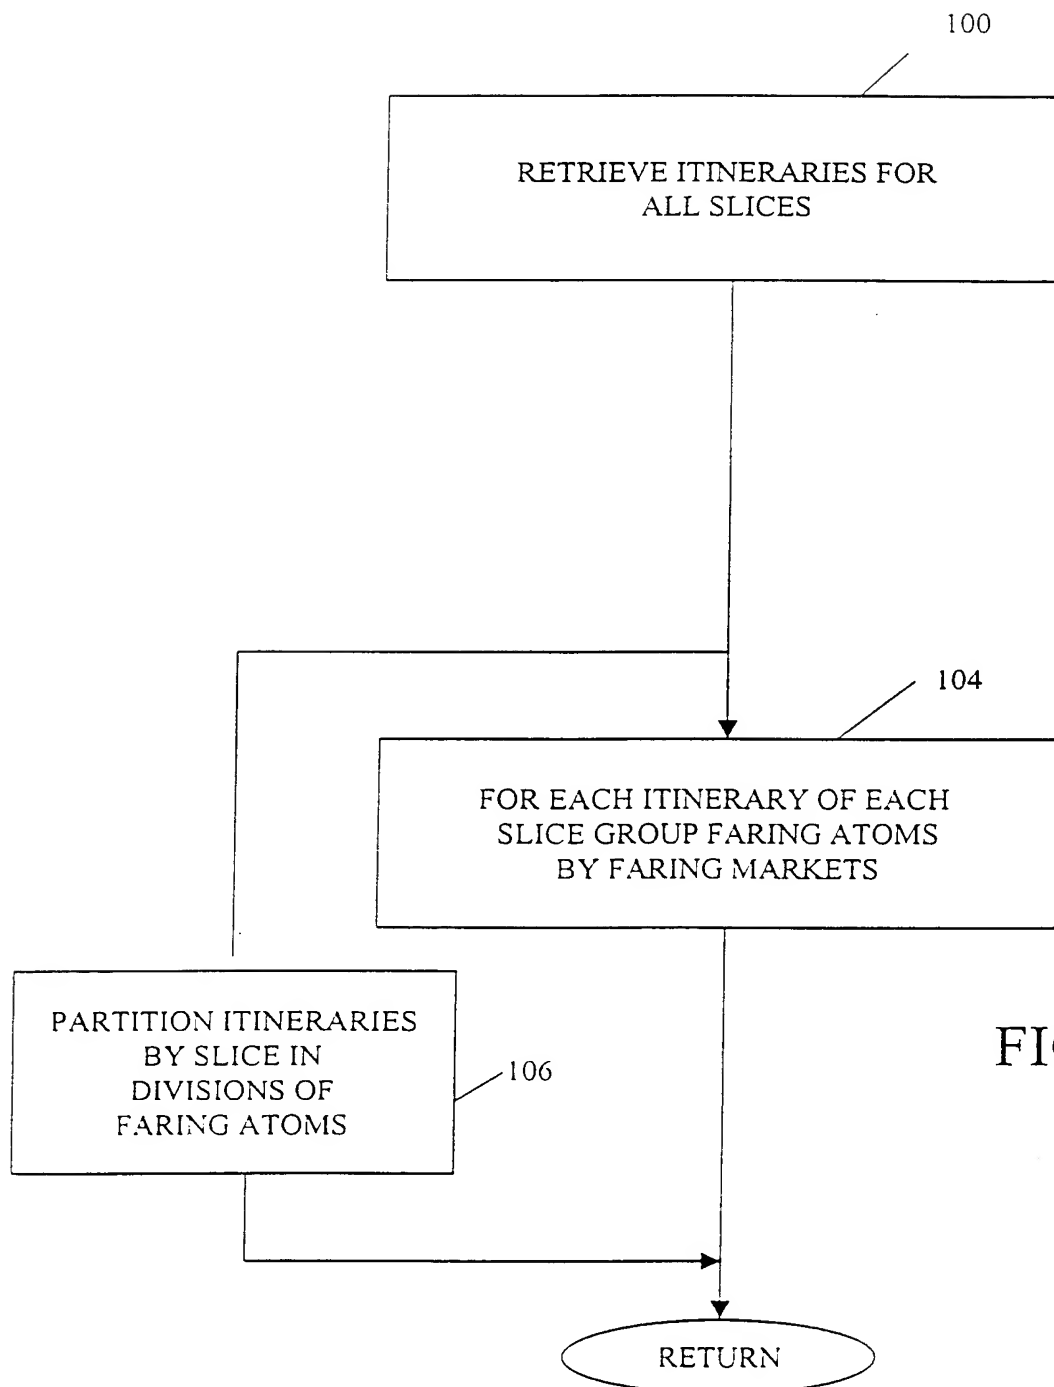 100
RETRIEVE ITINERARIES FOR
ALL SLICES
104
FOR EACH ITINERARY OF EACH
SLICE GROUP FARING ATOMS
BY FARING MARKETS
PARTITION ITINERARIES
BY SLICE IN
DIVISIONS OF
FARING ATOMS
106
RETURN